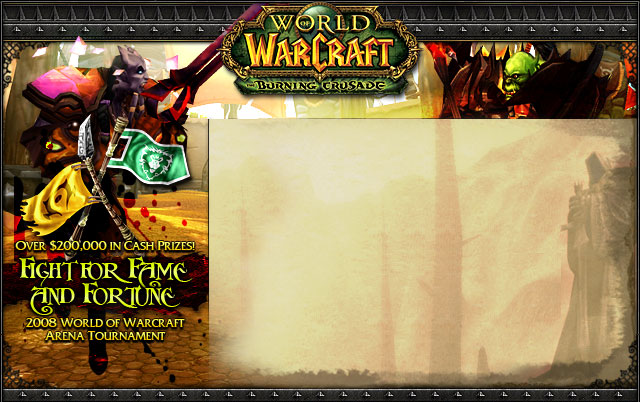 WORLD
OF
WARCRAFT
THE BURNING CRUSADE
OVER $200,000 IN CASH PRIZES!
FIGHT FOR FAME
AND FORTUNE
2008 WORLD OF WARCRAFT
ARENA TOURNAMENT